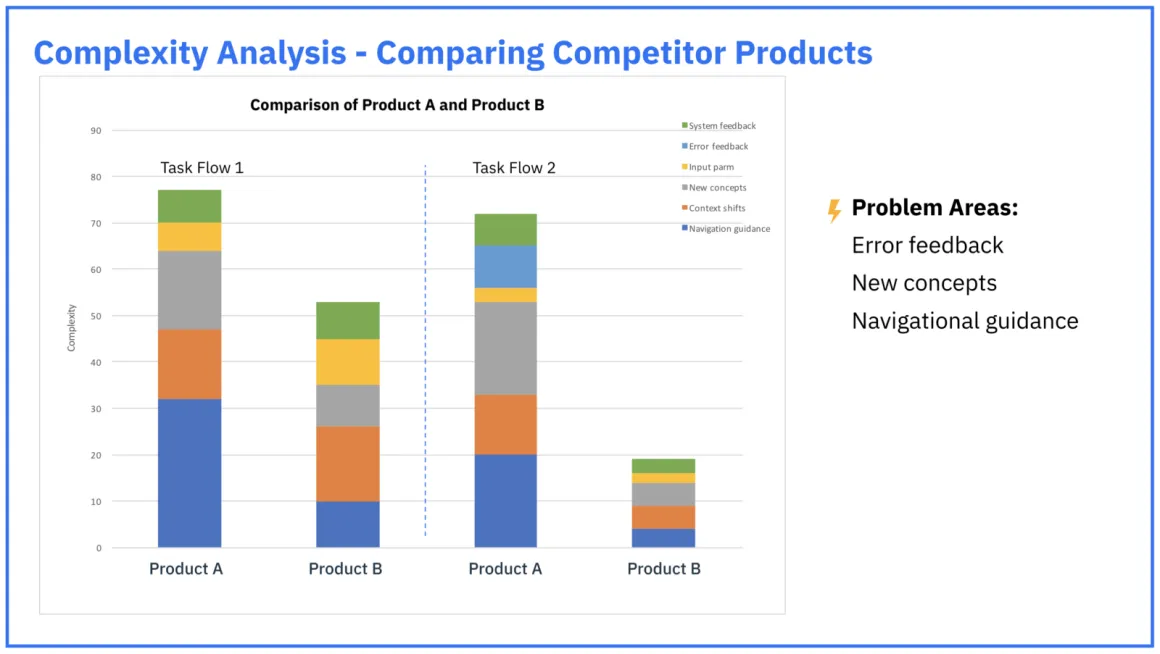 Complexity Analysis - Comparing Competitor Products
Comparison of Product A and Product B
System feedback
Error feedback
Input parm
New concepts
Context shifts
Navigation guidance
Task Flow 1
Task Flow 2
90
80
70
60
50
40
30
20
10
0
Complexity
Product A
Product B
Product A
Product B
Problem Areas:
Error feedback
New concepts
Navigational guidance